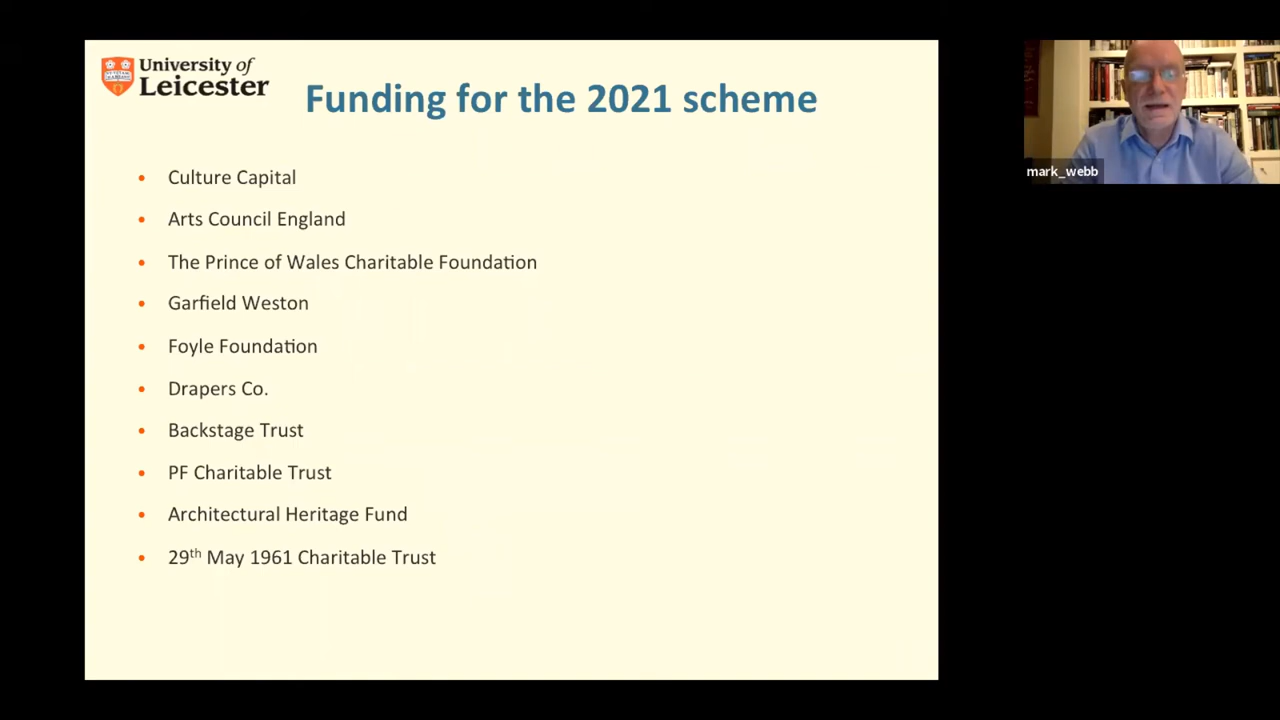 University of
Leicester
Funding for the 2021 scheme
• Culture Capital
• Arts Council England
• The Prince of Wales Charitable Foundation
• Garfield Weston
• Foyle Foundation
• Drapers Co.
• Backstage Trust
• PF Charitable Trust
• Architectural Heritage Fund
• 29th May 1961 Charitable Trust
mark_webb